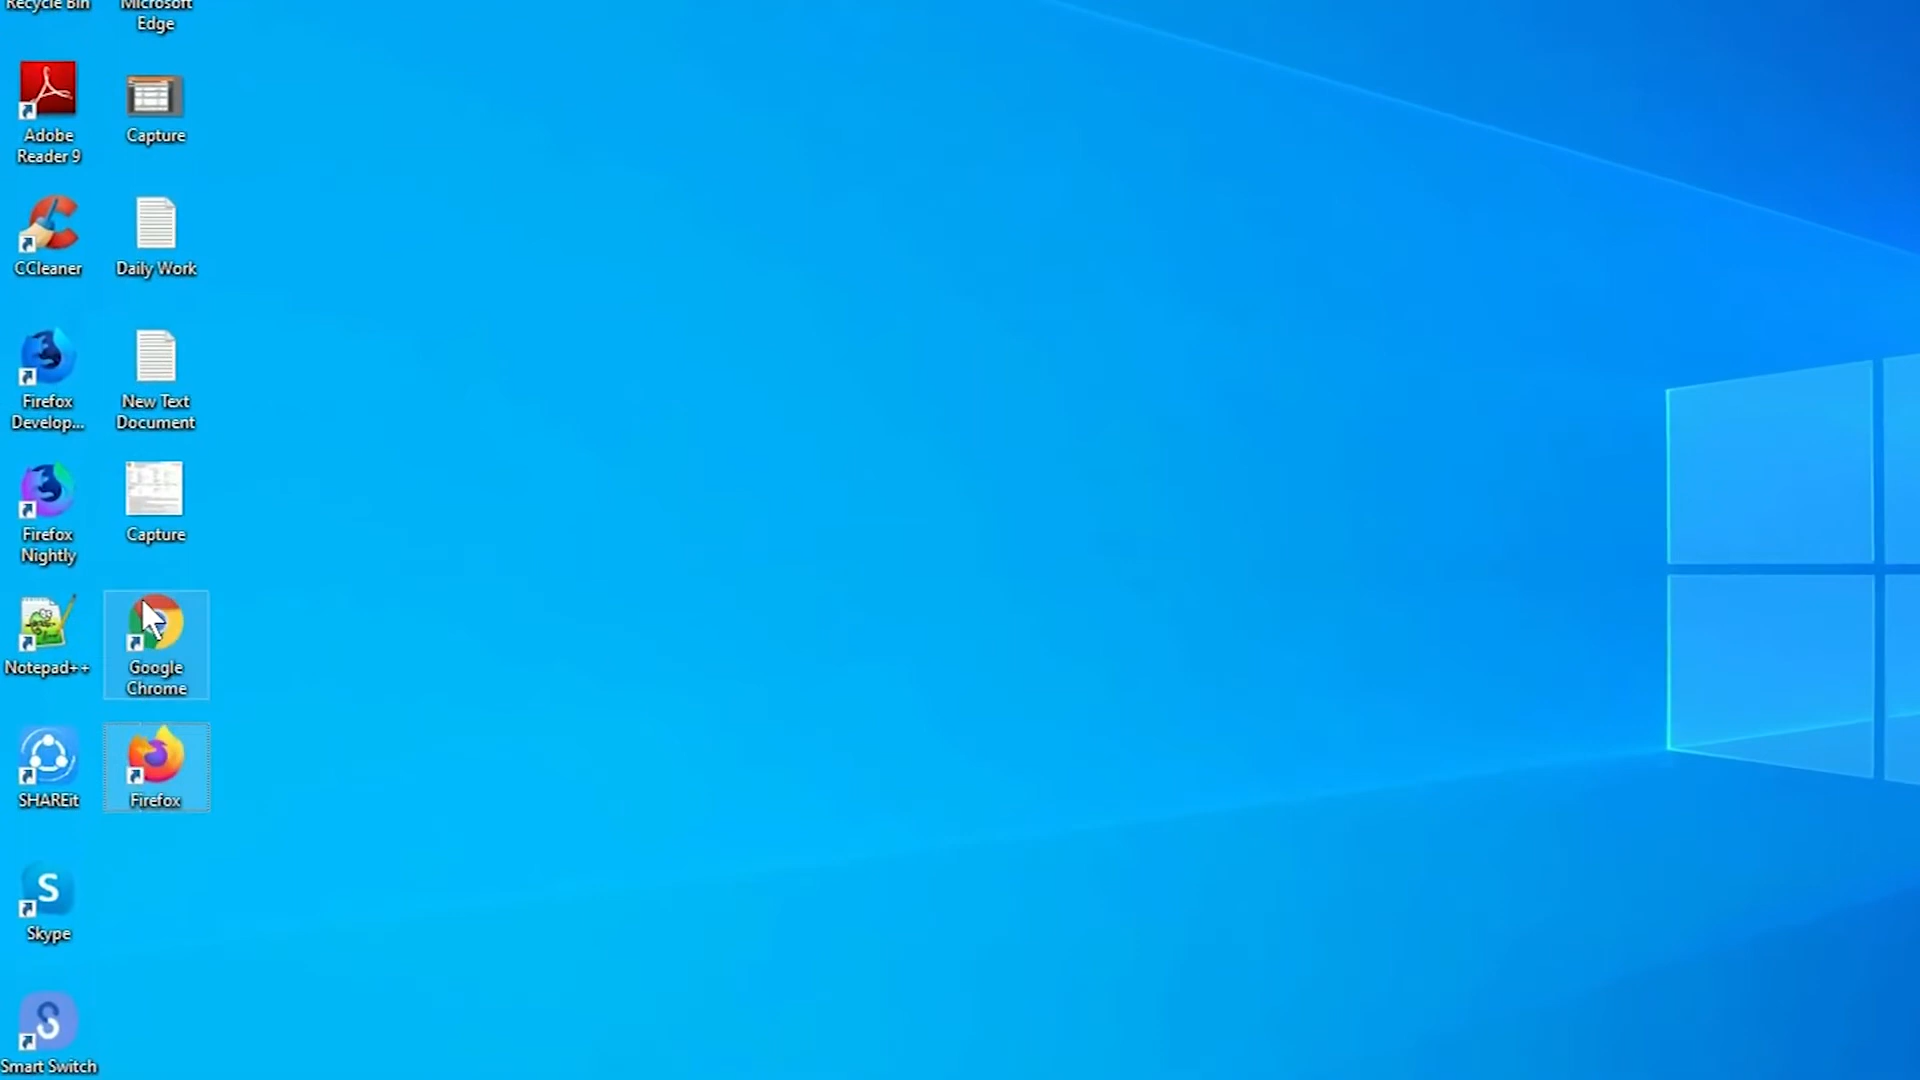 Recycle Bin
Microsoft
Edge
Adobe
Reader 9
Capture
CCleaner
Daily Work
Firefox
Develop...
New Text
Document
Firefox
Nightly
Capture
Notepad++
Google
Chrome
SHAREit
Firefox
S
Skype
Smart Switch